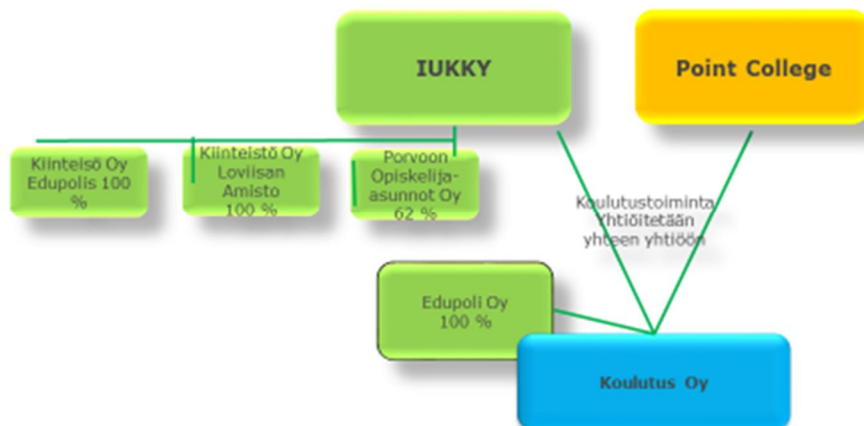 IUKKY
Point College
Kiinteisö Oy
Edupolis 100
%
Kiinteistö Oy
Loviisan
Amisto
100 %
Porvoon
Opiskelija-
asunnot Oy
62 %
Koulutustoiminta
Yhtiöitetään
yhteen yhtiöön
Edupoli Oy
100 %
Koulutus Oy